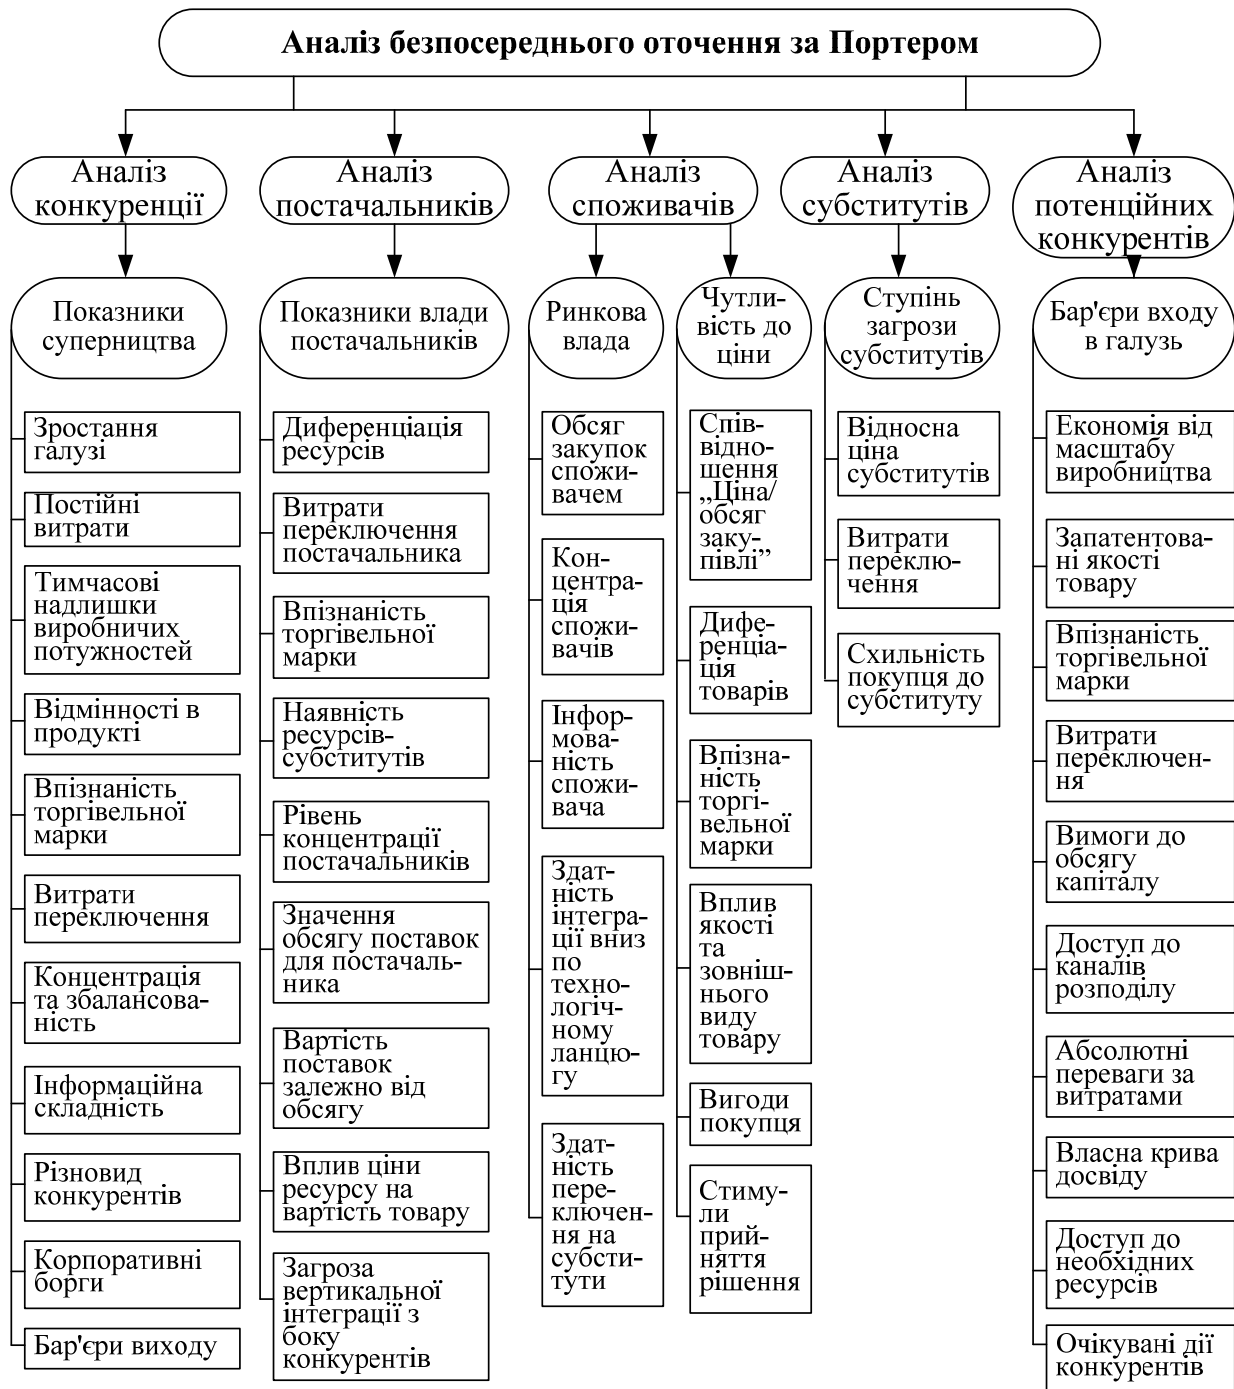 Аналіз безпосереднього оточення за Портером
Аналіз
конкуренції
Аналіз
постачальників
Аналіз
споживачів
Аналіз
субститутів
Аналіз
потенційних
конкурентів
Показники
суперництва
Показники влади
постачальників
Ринкова
влада
Чутли-
вість до
ціни
Ступінь
загрози
субститутів
Бар'єри входу
в галузь
Зростання
галузі
Постійні
витрати
Тимчасові
надлишки
виробничих
потужностей
Відмінності в
продукті
Впізнаність
торгівельної
марки
Витрати
переключення
Концентрація
та збалансова-
ність
Інформаційна
складність
Різновид
конкурентів
Корпоративні
борги
Бар'єри виходу
Диференціація
ресурсів
Витрати
переключення
постачальника
Впізнаність
торгівельної
марки
Наявність
ресурсів-
субститутів
Рівень
концентрації
постачальників
Значення
обсягу поставок
для постачаль-
ника
Вартість
поставок
залежно від
обсягу
Вплив ціни
ресурсу на
вартість товару
Загроза
вертикальної
інтеграції з
боку
конкурентів
Обсяг
закупок
спожи-
вачем
Кон-
центра-
ція
спожи-
вачів
Інфор-
мова-
ність
спожи-
вача
Здат-
ність
інтегра-
ції вниз
по
техно-
логіч-
ному
ланцю-
гу
Здат-
ність
пере-
ключен-
ня на
субсти-
тути
Спів-
відно-
шення
„Ціна/
обсяг
заку-
півлі”
Дифе-
ренціа-
ція
товарів
Впізна-
ність
торгі-
вельної
марки
Вплив
якості
та
зовніш-
нього
виду
товару
Вигоди
покупця
Стиму-
ли
прий-
няття
рішення
Відносна
ціна
субститутів
Витрати
переклю-
чення
Схильність
покупця до
субституту
Економія від
масштабу
виробництва
Запатентова-
ні якості
товару
Впізнаність
торгівельної
марки
Витрати
переключен-
ня
Вимоги до
обсягу
капіталу
Доступ до
каналів
розподілу
Абсолютні
переваги за
витратами
Власна крива
досвіду
Доступ до
необхідних
ресурсів
Очікувані дії
конкурентів